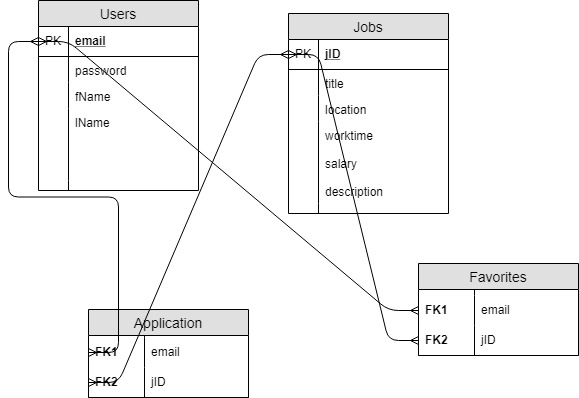 Users
PK email
password
fName
lName
Jobs
PK jID
title
location
worktime
salary
description
Application
FK1 email
FK2 jID
Favorites
FK1 email
FK2 jID